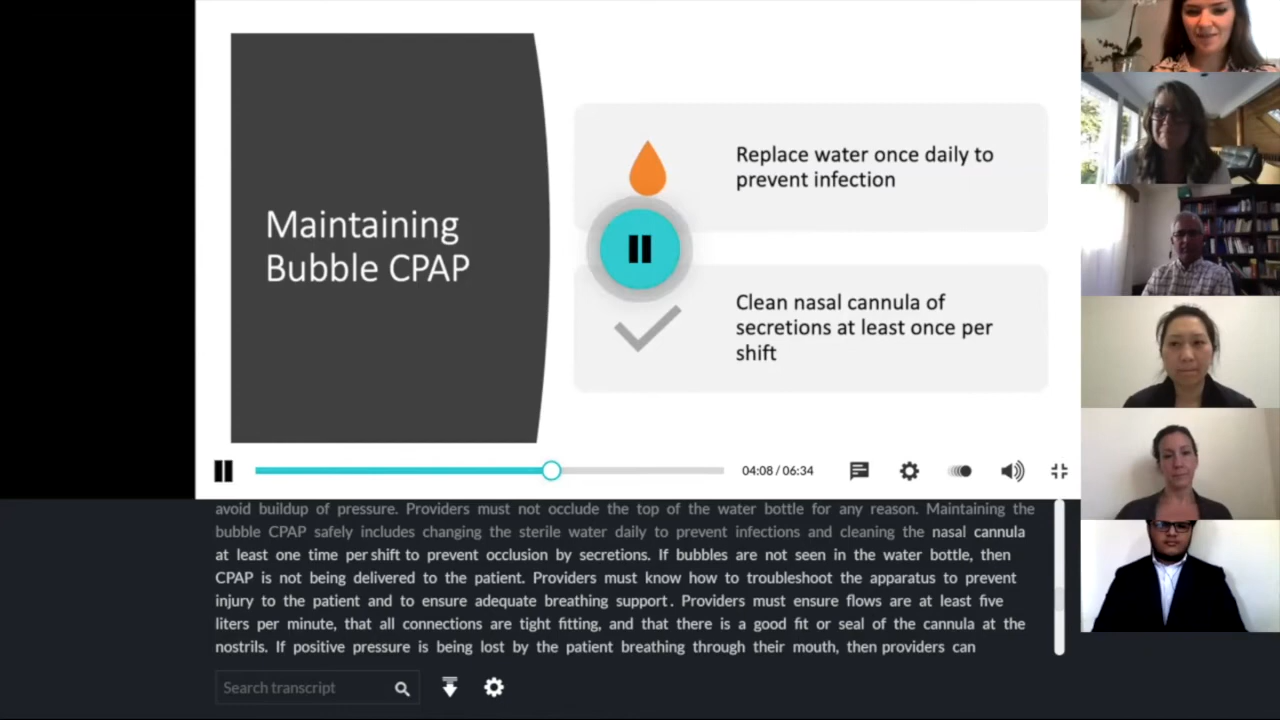 Maintaining
Bubble CPAP
Replace water once daily to
prevent infection
Clean nasal cannula of
secretions at least once per
shift
04:08 / 06:34
avoid buildup of pressure. Providers must not occlude the top of the water bottle for any reason. Maintaining the
bubble CPAP safely includes changing the sterile water daily to prevent infections and cleaning the nasal cannula
at least one time per shift to prevent occlusion by secretions. If bubbles are not seen in the water bottle, then
CPAP is not being delivered to the patient. Providers must know how to troubleshoot the apparatus to prevent
injury to the patient and to ensure adequate breathing support. Providers must ensure flows are at least five
liters per minute, that all connections are tight fitting, and that there is a good fit or seal of the cannula at the
nostrils. If positive pressure is being lost by the patient breathing through their mouth, then providers can
Search transcript